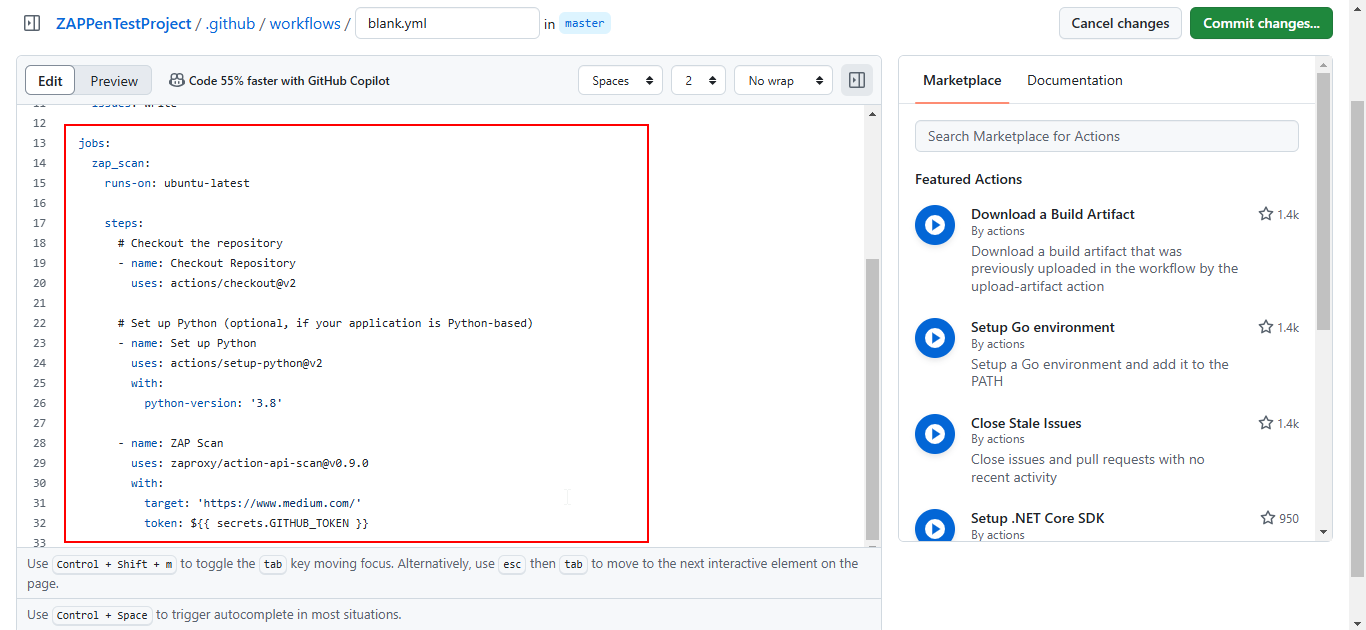 ZAPPenTestProject / .github / workflows / blank.yml in master
Cancel changes
Commit changes...
Edit
Preview
Code 55% faster with GitHub Copilot
Spaces
2
No wrap
11 issues: write
12
13 jobs:
14 zap_scan:
15 runs-on: ubuntu-latest
16
17 steps:
18 # Checkout the repository
19 - name: Checkout Repository
20 uses: actions/checkout@v2
21
22 # Set up Python (optional, if your application is Python-based)
23 - name: Set up Python
24 uses: actions/setup-python@v2
25 with:
26 python-version: '3.8'
27
28 - name: ZAP Scan
29 uses: zaproxy/action-api-scan@v0.9.0
30 with:
31 target: 'https://www.medium.com/'
32 token: ${{ secrets.GITHUB_TOKEN }}
33
Use Control + Shift + m to toggle the tab key moving focus. Alternatively, use esc then tab to move to the next interactive element on the
page.
Use Control + Space to trigger autocomplete in most situations.
Marketplace
Documentation
Search Marketplace for Actions
Featured Actions
Download a Build Artifact 1.4k
By actions
Download a build artifact that was
previously uploaded in the workflow by the
upload-artifact action
Setup Go environment 1.4k
By actions
Setup a Go environment and add it to the
PATH
Close Stale Issues 1.4k
By actions
Close issues and pull requests with no
recent activity
Setup .NET Core SDK 950
By actions